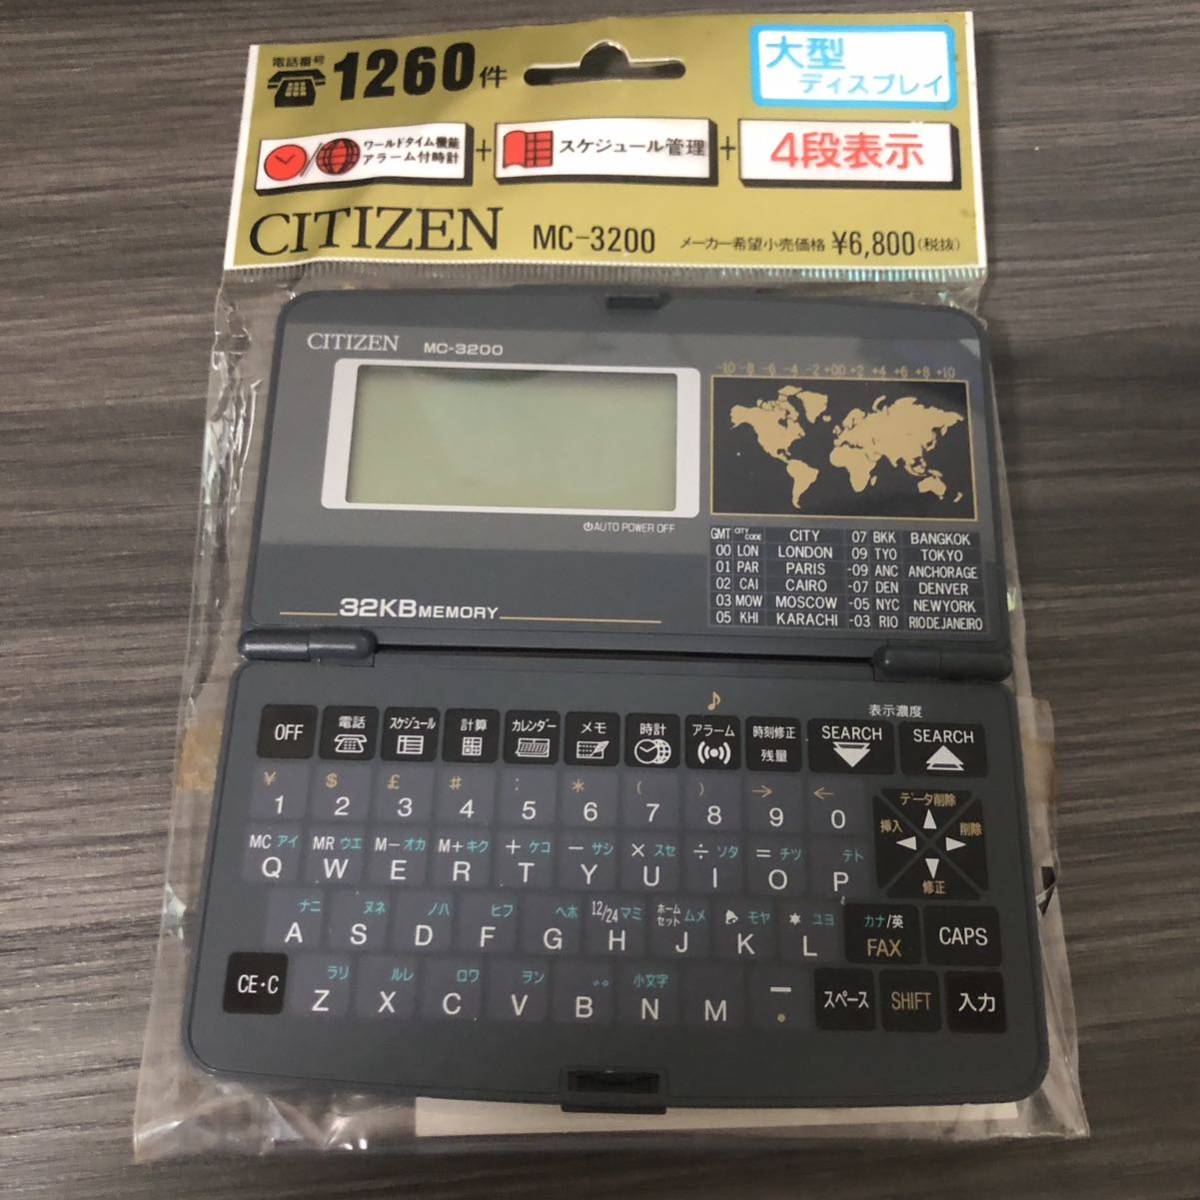 電話番号
1260件
大型
ディスプレイ
ワールドタイム機能
アラーム付時計
+
スケジュール管理
+
4段表示
CITIZEN MC-3200 メーカー希望小売価格 ¥6,800(税抜)
CITIZEN MC-3200
-10 -8 -6 -4 -2 +00 +2 +4 +6 +8 +10
AUTO POWER OFF
GMT CITY CODE CITY 07 BKK BANGKOK
00 LON LONDON 09 TYO TOKYO
01 PAR PARIS -09 ANC ANCHORAGE
02 CAI CAIRO -07 DEN DENVER
03 MOW MOSCOW -05 NYC NEWYORK
05 KHI KARACHI -03 RIO RIODEJANEIRO
32KB MEMORY
表示濃度
OFF 電話 スケジュール 計算 カレンダー メモ 時計 アラーム 時刻修正 残量 SEARCH SEARCH
¥ $ £ # : * ( ) → ←
1 2 3 4 5 6 7 8 9 0
データ削除
挿入 削除
修正
MC アイ MR ウエ M- オカ M+ キク + ケコ - サシ × スセ ÷ ソタ = チツ テト
Q W E R T Y U I O P
ナニ ヌネ ノハ ヒフ ヘホ 12/24 マミ ホームセット ムメ モヤ ユヨ カナ/英
A S D F G H J K L FAX CAPS
ラリ ルレ ロワ ヲン ゛゜ 小文字
CE・C Z X C V B N M - . スペース SHIFT 入力